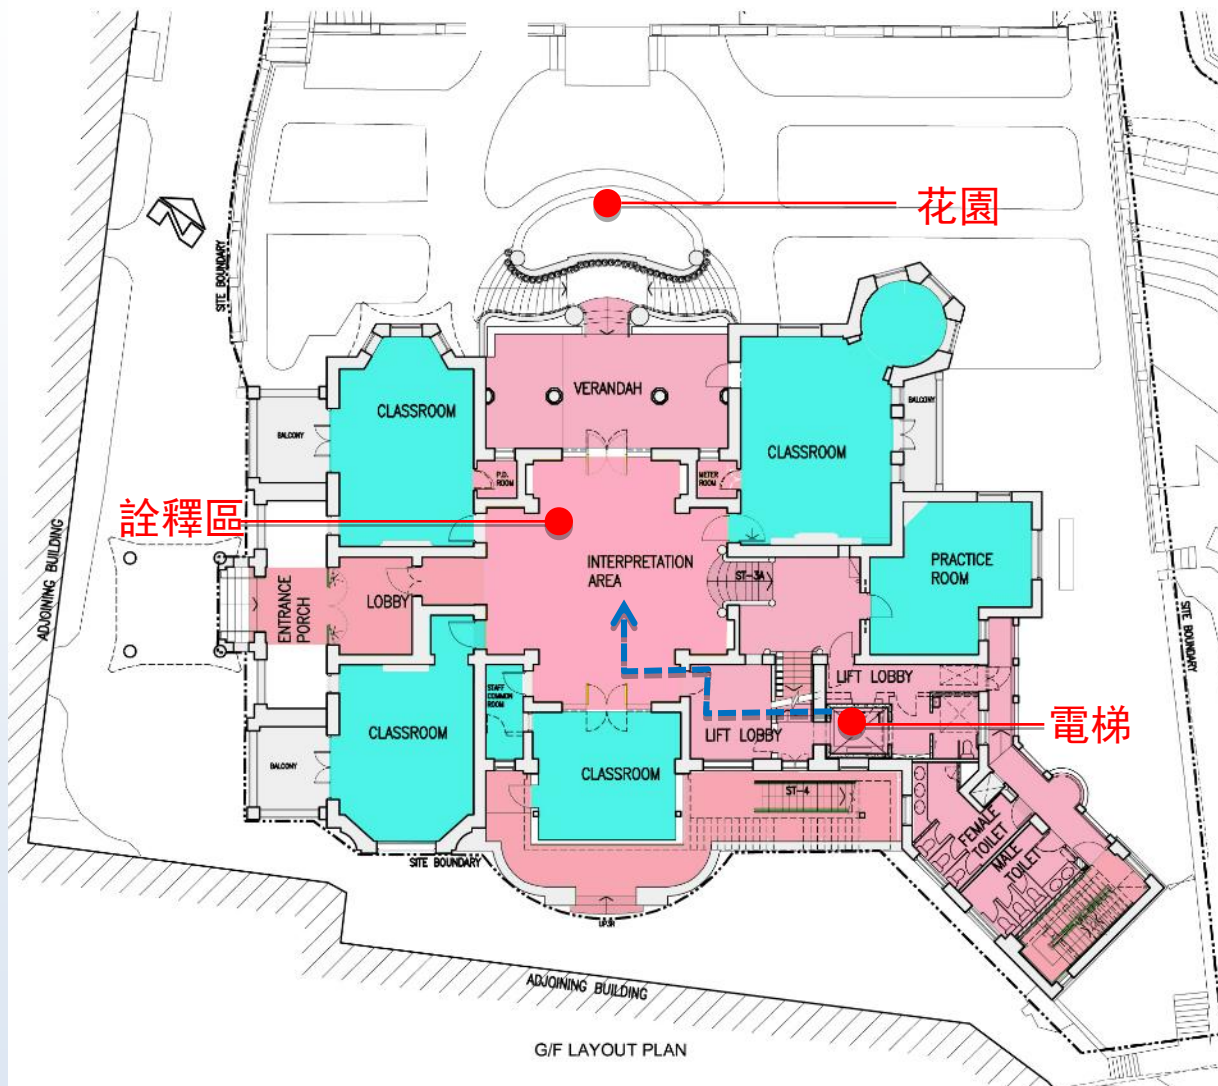 花園
SITE BOUNDARY
VERANDAH
CLASSROOM
BALCONY
BALCONY
CLASSROOM
P.D.
ROOM
METER
ROOM
詮釋區
ADJOINING BUILDING
INTERPRETATION
AREA
ST-3A
PRACTICE
ROOM
ENTRANCE
PORCH
LOBBY
SITE BOUNDARY
LIFT LOBBY
STAFF
COMMON
ROOM
電梯
CLASSROOM
LIFT LOBBY
BALCONY
CLASSROOM
ST-4
FEMALE
TOILET
MALE
TOILET
SITE BOUNDARY
ADJOINING BUILDING
G/F LAYOUT PLAN